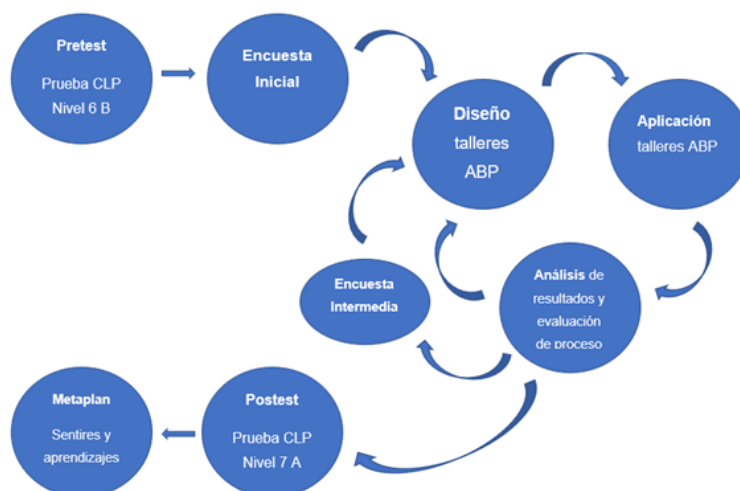 Pretest
Prueba CLP
Nivel 6 B
Encuesta
Inicial
Diseño
talleres
ABP
Aplicación
talleres ABP
Análisis de
resultados y
evaluación
de proceso
Encuesta
Intermedia
Postest
Prueba CLP
Nivel 7 A
Metaplan
Sentires y
aprendizajes